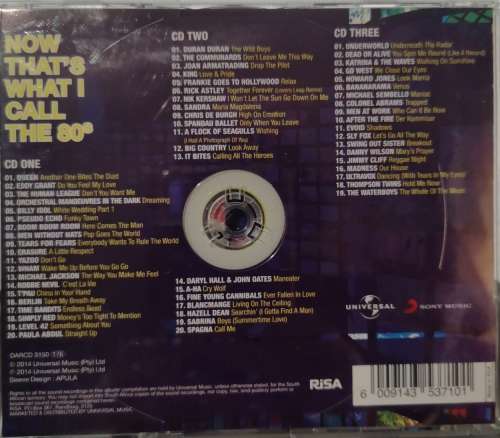 NOW
THAT'S
WHAT I
CALL
THE 80s
CD ONE
01. QUEEN Another One Bites The Dust
02. EDDY GRANT Do You Feel My Love
03. THE HUMAN LEAGUE Don't You Want Me
04. ORCHESTRAL MANOEUVRES IN THE DARK Dreaming
05. BILLY IDOL White Wedding Part 1
06. PSEUDO ECHO Funky Town
07. BOOM BOOM ROOM Here Comes The Man
08. MEN WITHOUT HATS Pop Goes The World
09. TEARS FOR FEARS Everybody Wants To Rule The World
10. ERASURE A Little Respect
11. YAZOO Don't Go
12. WHAM Wake Me Up Before You Go Go
13. MICHAEL JACKSON The Way You Make Me Feel
14. ROBBIE NEVIL C'est La Vie
15. T'PAU China In Your Hand
16. BERLIN Take My Breath Away
17. TIME BANDITS Endless Road
18. SIMPLY RED Money's Too Tight To Mention
19. LEVEL 42 Something About You
20. PAULA ABDUL Straight Up
CD TWO
01. DURAN DURAN The Wild Boys
02. THE COMMUNARDS Don't Leave Me This Way
03. JOAN ARMATRADING Drop The Pilot
04. KING Love & Pride
05. FRANKIE GOES TO HOLLYWOOD Relax
06. RICK ASTLEY Together Forever (Lovers Leap Remix)
07. NIK KERSHAW I Won't Let The Sun Go Down On Me
08. SANDRA Maria Magdalena
09. CHRIS DE BURGH High On Emotion
10. SPANDAU BALLET Only When You Leave
11. A FLOCK OF SEAGULLS Wishing
(I Had A Photograph Of You)
12. BIG COUNTRY Look Away
13. IT BITES Calling All The Heroes
19. DARYL HALL & JOHN OATES Maneater
15. A-HA Cry Wolf
16. FINE YOUNG CANNIBALS Ever Fallen In Love
17. BLANCMANGE Living On The Ceiling
18. HAZELL DEAN Searchin' (I Gotta Find A Man)
19. SABRINA Boys (Summertime Love)
20. SPAGNA Call Me
CD THREE
01. UNDERWORLD Underneath The Radar
02. DEAD OR ALIVE You Spin Me Round (Like A Record)
03. KATRINA & THE WAVES Walking On Sunshine
04. GO WEST We Close Our Eyes
05. HOWARD JONES Look Mama
06. BANANARAMA Venus
07. MICHAEL SEMBELLO Maniac
08. COLONEL ABRAMS Trapped
09. MEN AT WORK Who Can It Be Now
10. AFTER THE FIRE Der Kommissar
11. EVOID Shadows
12. SLY FOX Let's Go All The Way
13. SWING OUT SISTER Breakout
14. DANNY WILSON Mary's Prayer
15. JIMMY CLIFF Reggae Night
16. MADNESS Our House
17. ULTRAVOX Dancing (With Tears In My Eyes)
18. THOMPSON TWINS Hold Me Now
19. THE WATERBOYS The Whole Of The Moon
UNIVERSAL
SONY MUSIC
DARCD 3150
℗ 2014 Universal Music (Pty) Ltd
© 2014 Universal Music (Pty) Ltd
Sleeve Design : APULA
MARKETED & DISTRIBUTED BY UNIVERSAL MUSIC
RiSA
6 009143 537101